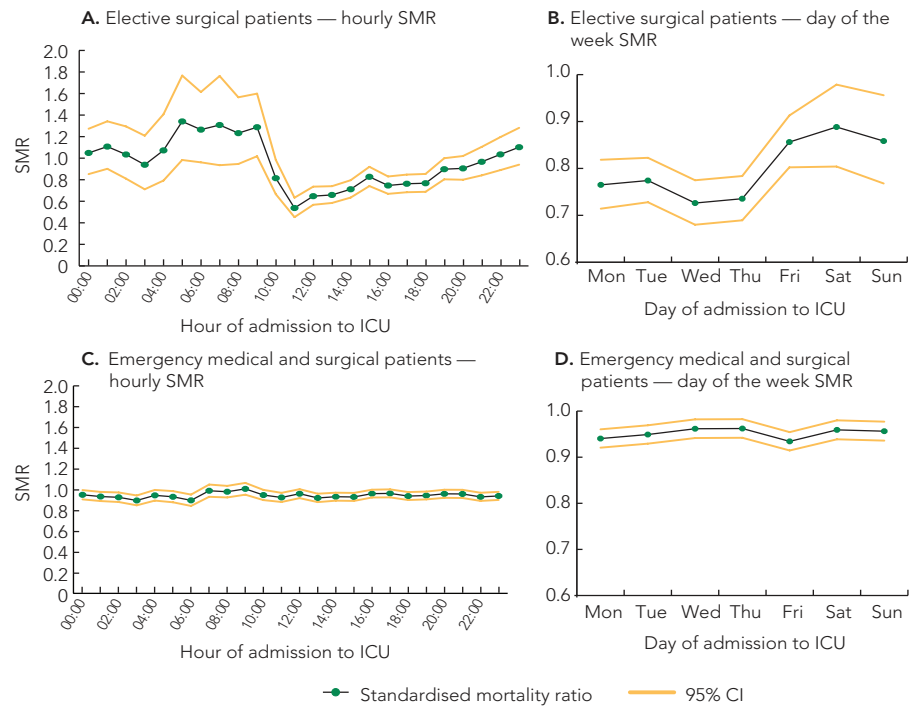 A. Elective surgical patients — hourly SMR
2.0
1.8
1.6
1.4
1.2
1.0
0.8
0.6
0.4
0.2
0
SMR
00:00 02:00 04:00 06:00 08:00 10:00 12:00 14:00 16:00 18:00 20:00 22:00
Hour of admission to ICU
B. Elective surgical patients — day of the
week SMR
1.0
0.9
0.8
0.7
0.6
Mon Tue Wed Thu Fri Sat Sun
Day of admission to ICU
C. Emergency medical and surgical patients —
hourly SMR
2.0
1.8
1.6
1.4
1.2
1.0
0.8
0.6
0.4
0.2
0
SMR
00:00 02:00 04:00 06:00 08:00 10:00 12:00 14:00 16:00 18:00 20:00 22:00
Hour of admission to ICU
D. Emergency medical and surgical
patients — day of the week SMR
1.0
0.9
0.8
0.7
0.6
Mon Tue Wed Thu Fri Sat Sun
Day of admission to ICU
Standardised mortality ratio 95% CI